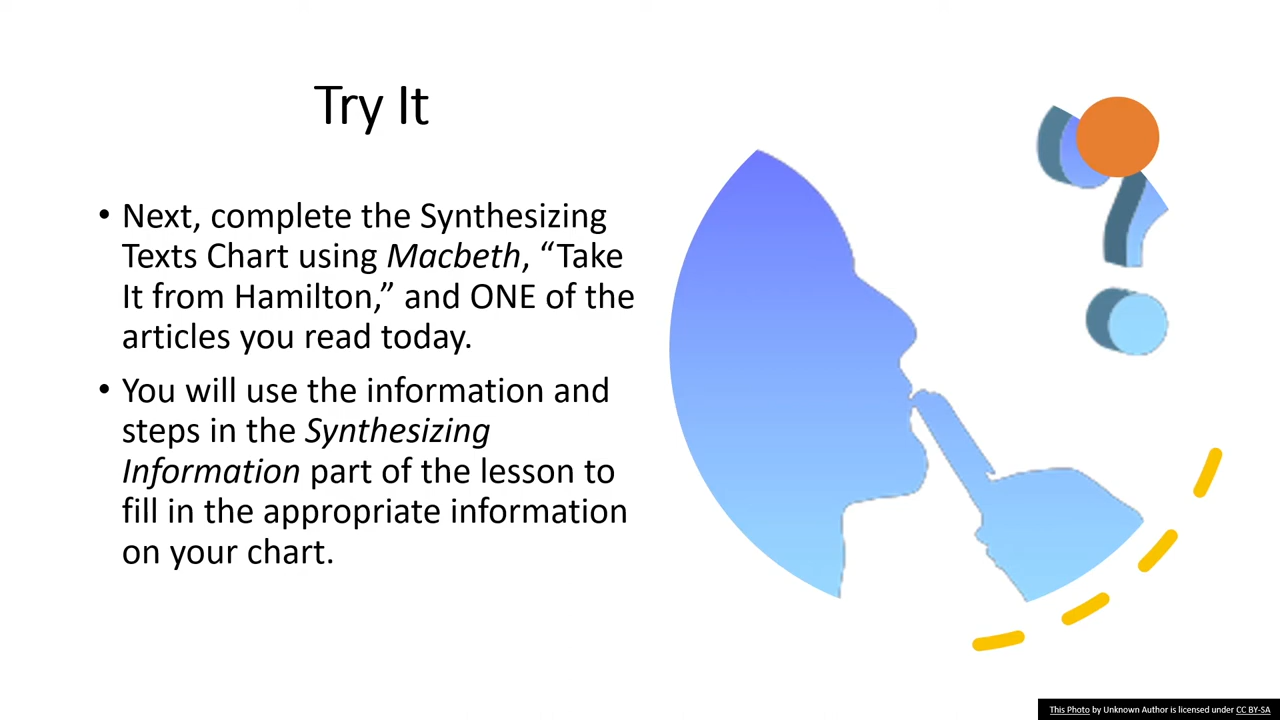 Try It
• Next, complete the Synthesizing
Texts Chart using Macbeth, “Take
It from Hamilton,” and ONE of the
articles you read today.
• You will use the information and
steps in the Synthesizing
Information part of the lesson to
fill in the appropriate information
on your chart.
?
This Photo by Unknown Author is licensed under CC BY-SA